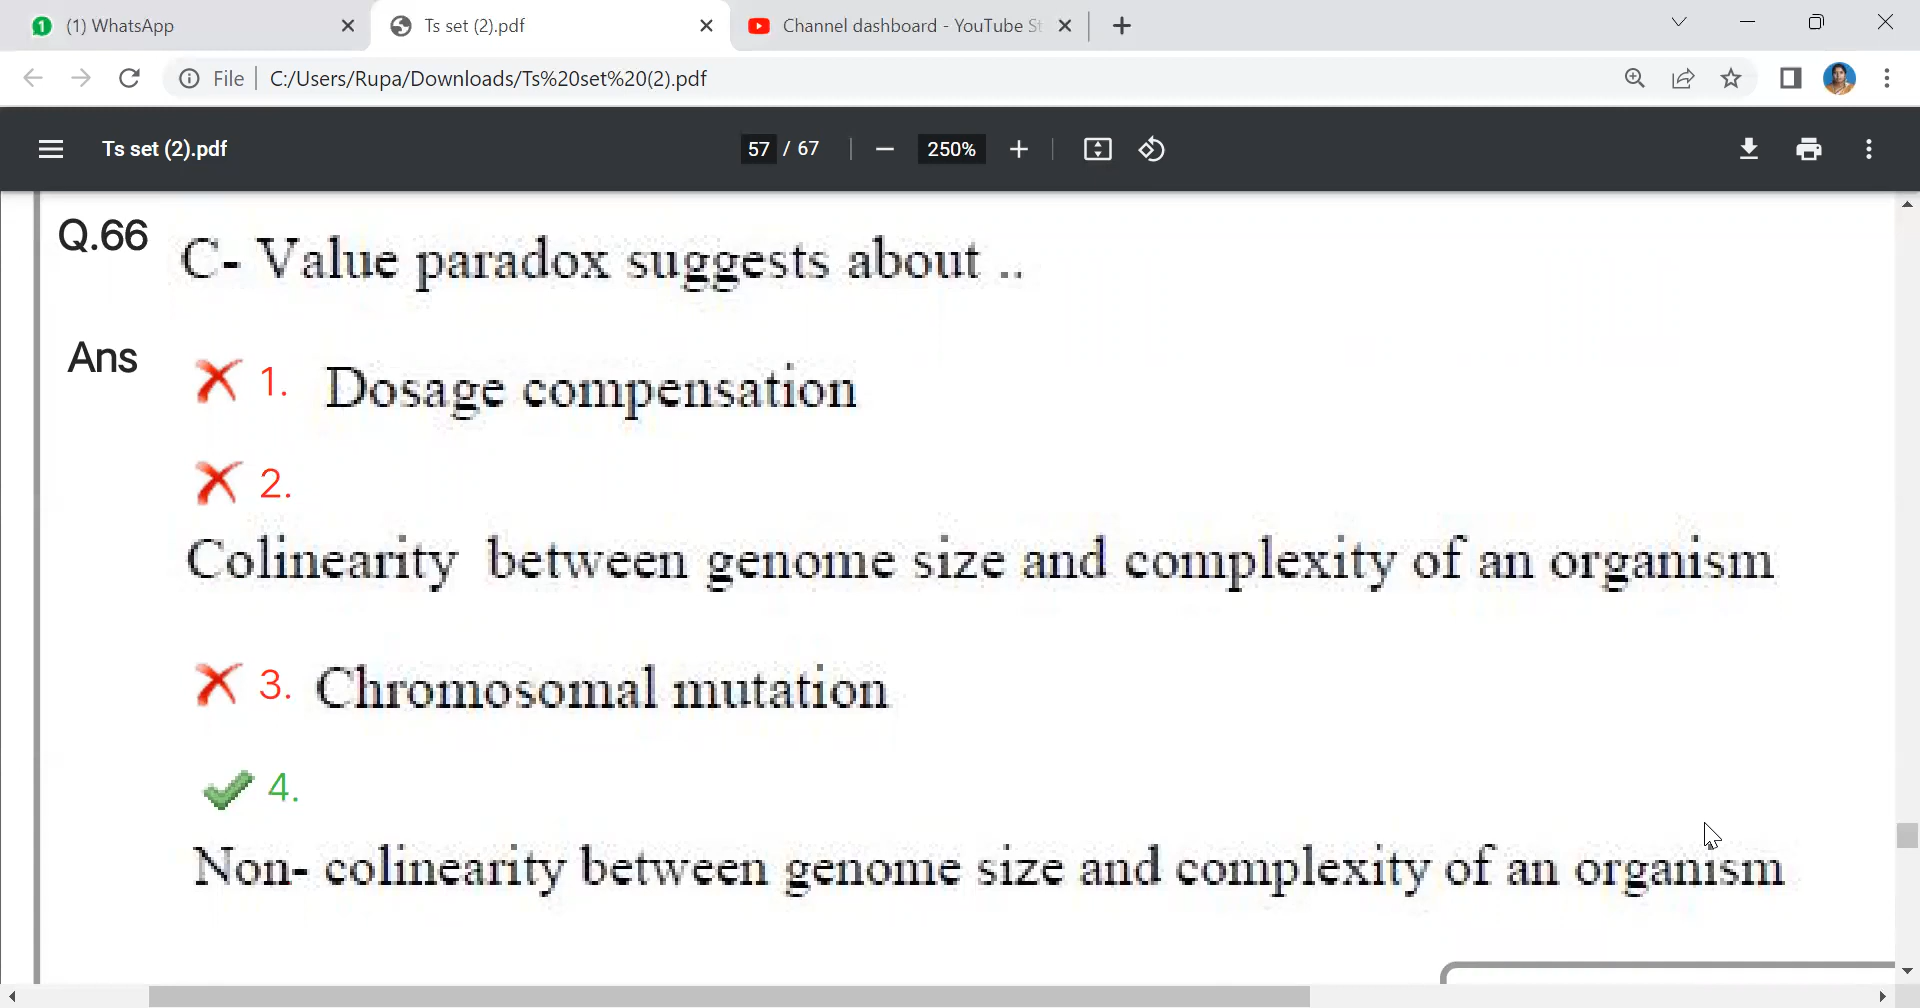 (1) WhatsApp
Ts set (2).pdf
Channel dashboard - YouTube St
File
C:/Users/Rupa/Downloads/Ts%20set%20(2).pdf
Ts set (2).pdf
57 / 67
250%
Q.66 C- Value paradox suggests about ..
Ans
1. Dosage compensation
2.
Colinearity between genome size and complexity of an organism
3. Chromosomal mutation
4.
Non- colinearity between genome size and complexity of an organism